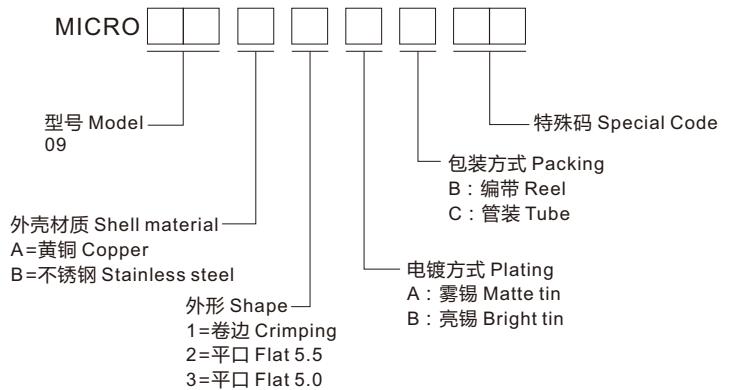 MICRO
型号 Model
09
特殊码 Special Code
包装方式 Packing
B：编带 Reel
C：管装 Tube
外壳材质 Shell material
A=黄铜 Copper
B=不锈钢 Stainless steel
电镀方式 Plating
A：雾锡 Matte tin
B：亮锡 Bright tin
外形 Shape
1=卷边 Crimping
2=平口 Flat 5.5
3=平口 Flat 5.0